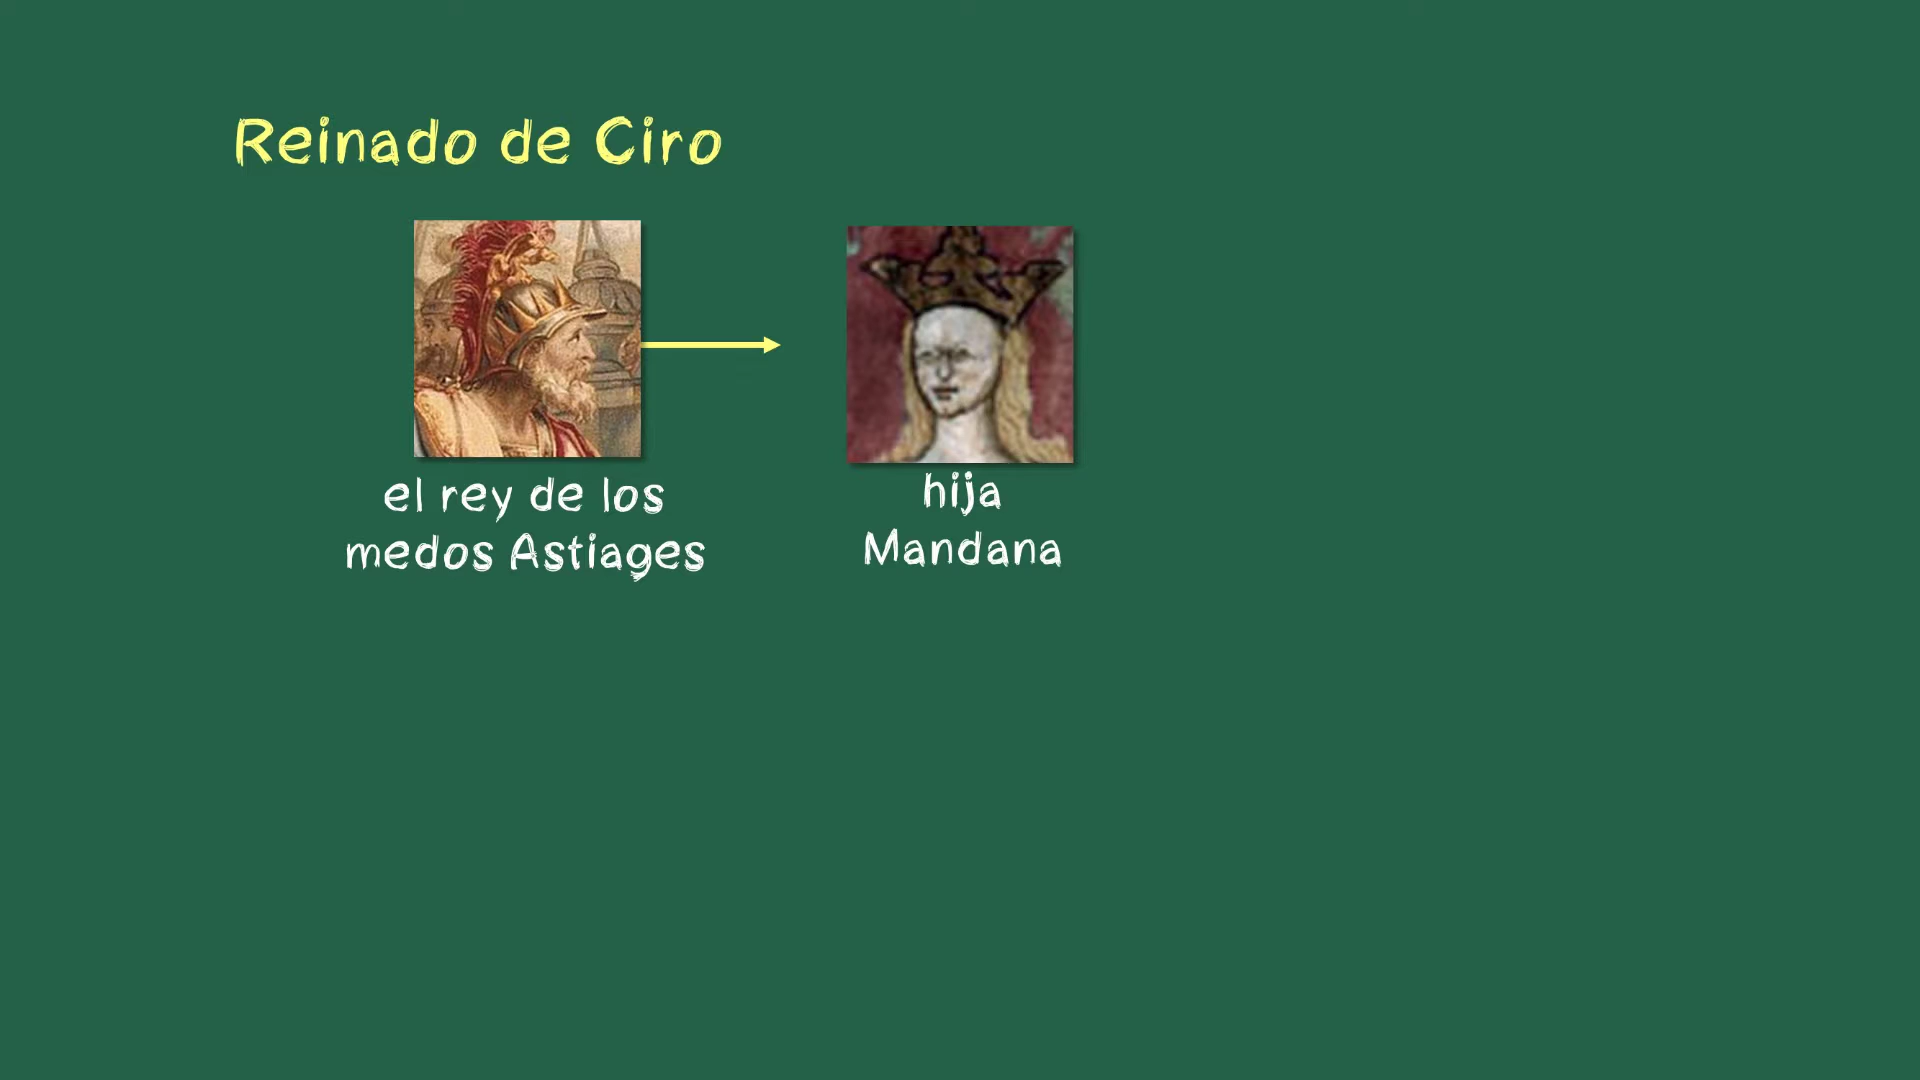 Reinado de Ciro
el rey de los
medos Astiages
hija
Mandana